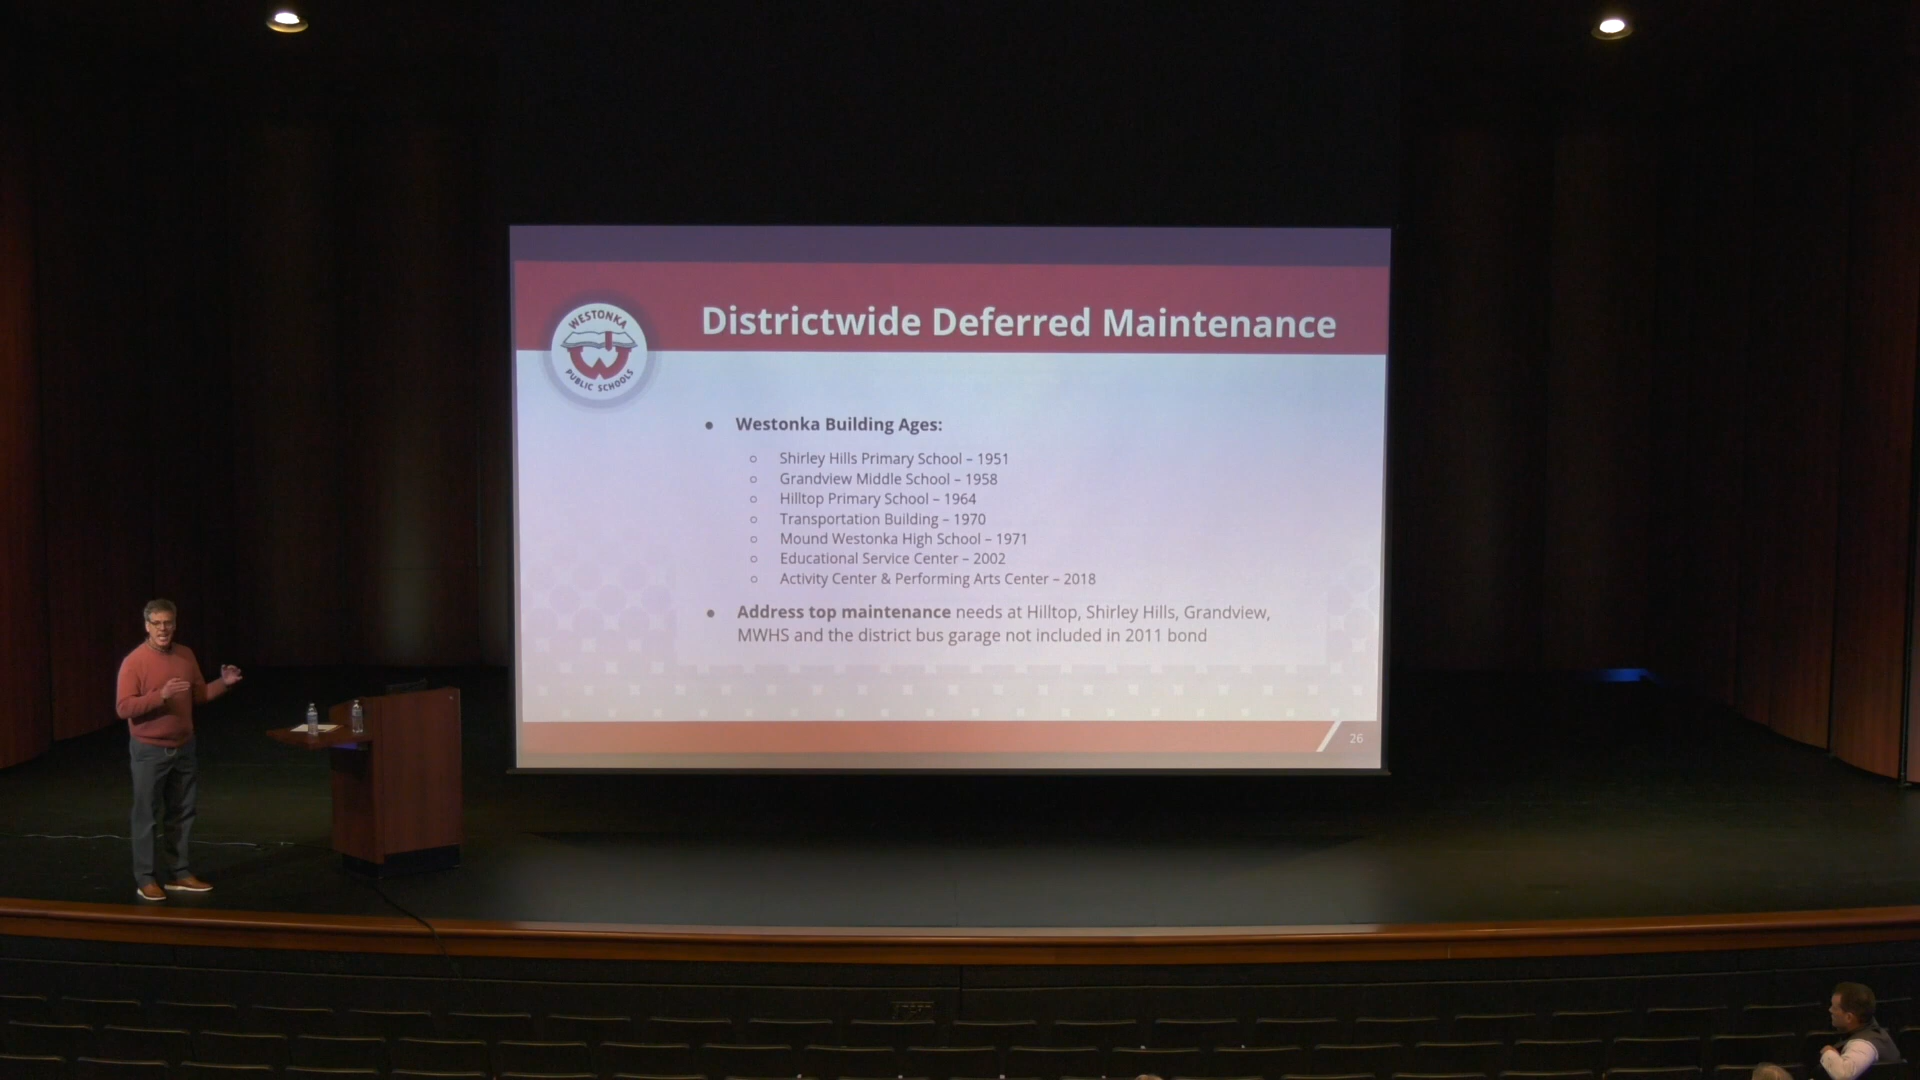 Districtwide Deferred Maintenance
WESTONKA
W
PUBLIC SCHOOLS
● Westonka Building Ages:
○ Shirley Hills Primary School – 1951
○ Grandview Middle School – 1958
○ Hilltop Primary School – 1964
○ Transportation Building – 1970
○ Mound Westonka High School – 1971
○ Educational Service Center – 2002
○ Activity Center & Performing Arts Center – 2018
● Address top maintenance needs at Hilltop, Shirley Hills, Grandview,
MWHS and the district bus garage not included in 2011 bond
26